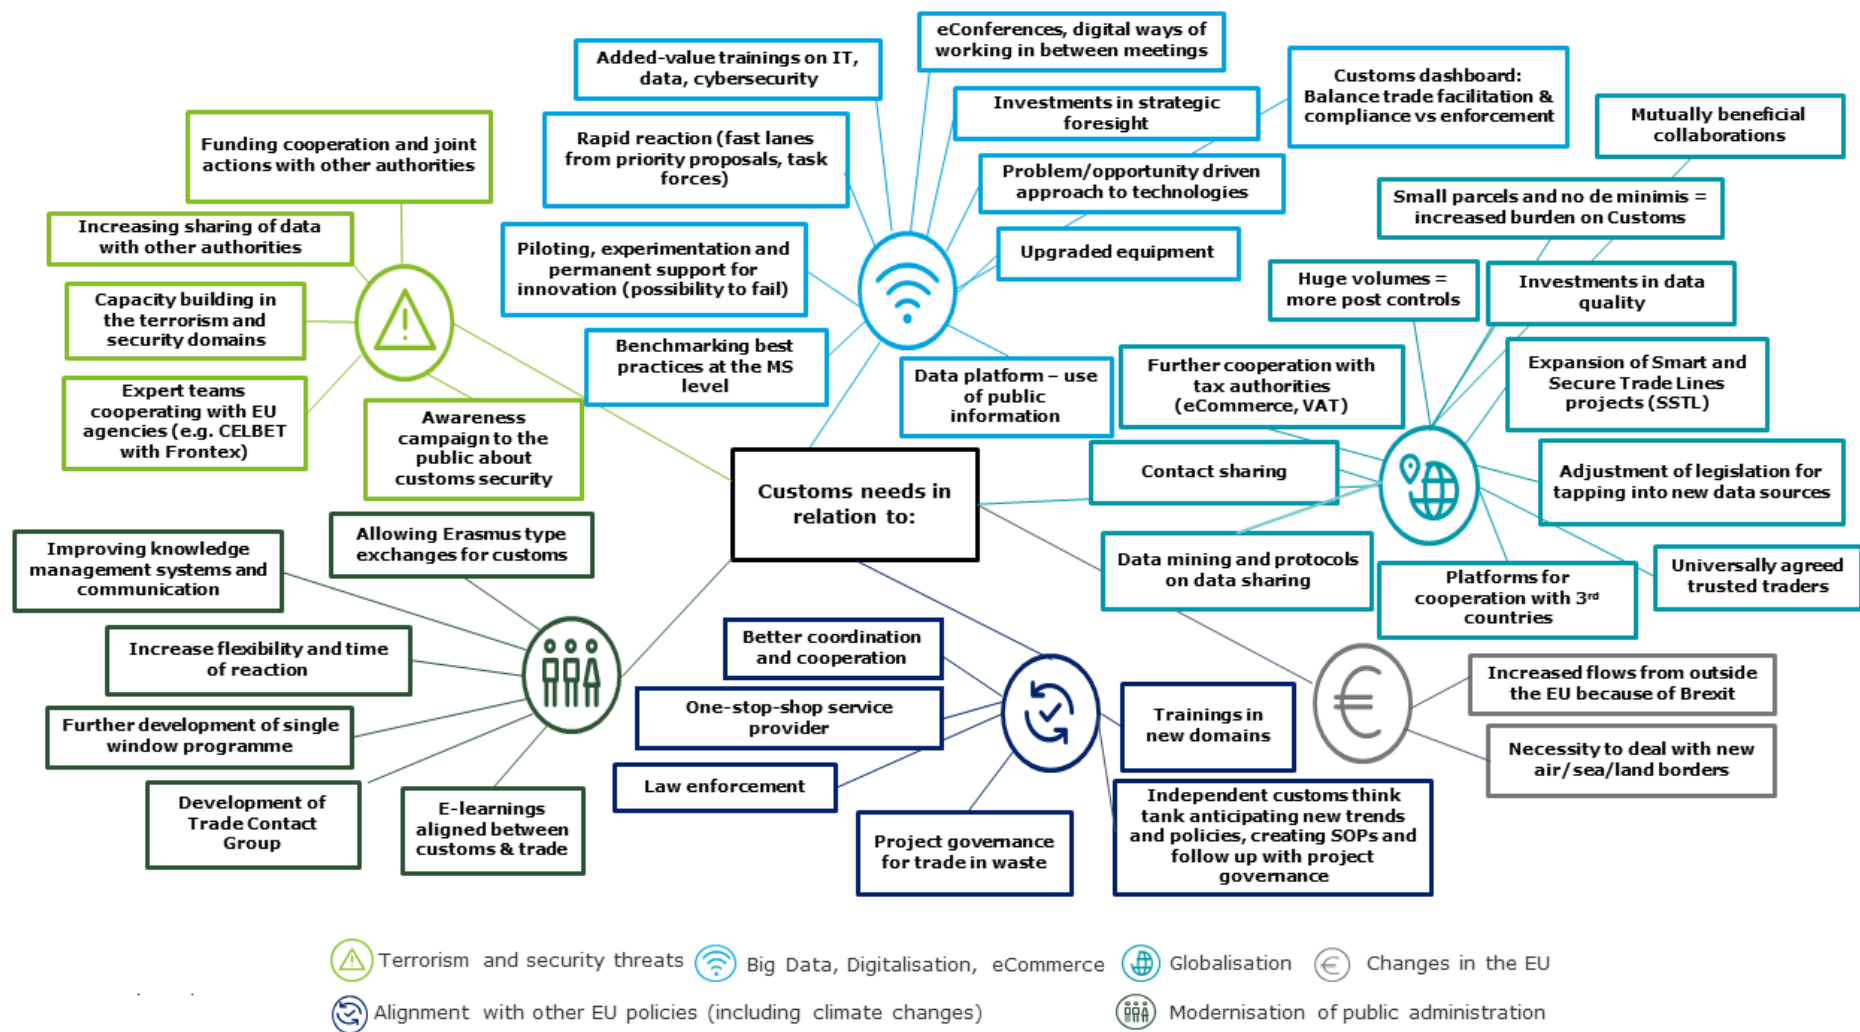 eConferences, digital ways of
working in between meetings
Added-value trainings on IT,
data, cybersecurity
Customs dashboard:
Balance trade facilitation &
compliance vs enforcement
Investments in strategic
foresight
Mutually beneficial
collaborations
Funding cooperation and joint
actions with other authorities
Rapid reaction (fast lanes
from priority proposals, task
forces)
Problem/opportunity driven
approach to technologies
Small parcels and no de minimis =
increased burden on Customs
Increasing sharing of data
with other authorities
Piloting, experimentation and
permanent support for
innovation (possibility to fail)
Upgraded equipment
Huge volumes =
more post controls
Investments in data
quality
Capacity building in
the terrorism and
security domains
Benchmarking best
practices at the MS
level
Data platform – use
of public
information
Further cooperation with
tax authorities
(eCommerce, VAT)
Expansion of Smart and
Secure Trade Lines
projects (SSTL)
Expert teams
cooperating with EU
agencies (e.g. CELBET
with Frontex)
Awareness
campaign to the
public about
customs security
Customs needs in
relation to:
Contact sharing
Adjustment of legislation for
tapping into new data sources
Allowing Erasmus type
exchanges for customs
Improving knowledge
management systems and
communication
Data mining and protocols
on data sharing
Platforms for
cooperation with 3rd
countries
Universally agreed
trusted traders
Increase flexibility and time
of reaction
Better coordination
and cooperation
Increased flows from outside
the EU because of Brexit
Further development of single
window programme
One-stop-shop service
provider
Trainings in
new domains
Necessity to deal with new
air/sea/land borders
Law enforcement
Development of
Trade Contact
Group
E-learnings
aligned between
customs & trade
Project governance
for trade in waste
Independent customs think
tank anticipating new trends
and policies, creating SOPs and
follow up with project
governance
Terrorism and security threats
Big Data, Digitalisation, eCommerce
Globalisation
Changes in the EU
Alignment with other EU policies (including climate changes)
Modernisation of public administration